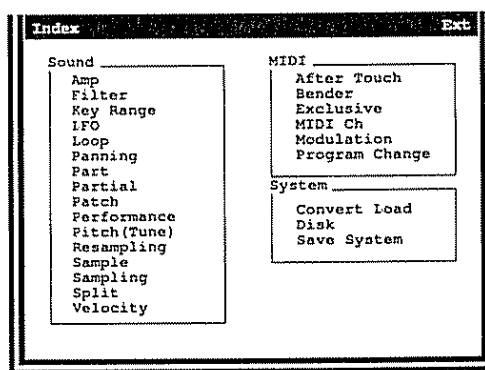 Index Ext
Sound
Amp
Filter
Key Range
LFO
Loop
Panning
Part
Partial
Patch
Performance
Pitch(Tune)
Resampling
Sample
Sampling
Split
Velocity
MIDI
After Touch
Bender
Exclusive
MIDI Ch
Modulation
Program Change
System
Convert Load
Disk
Save System